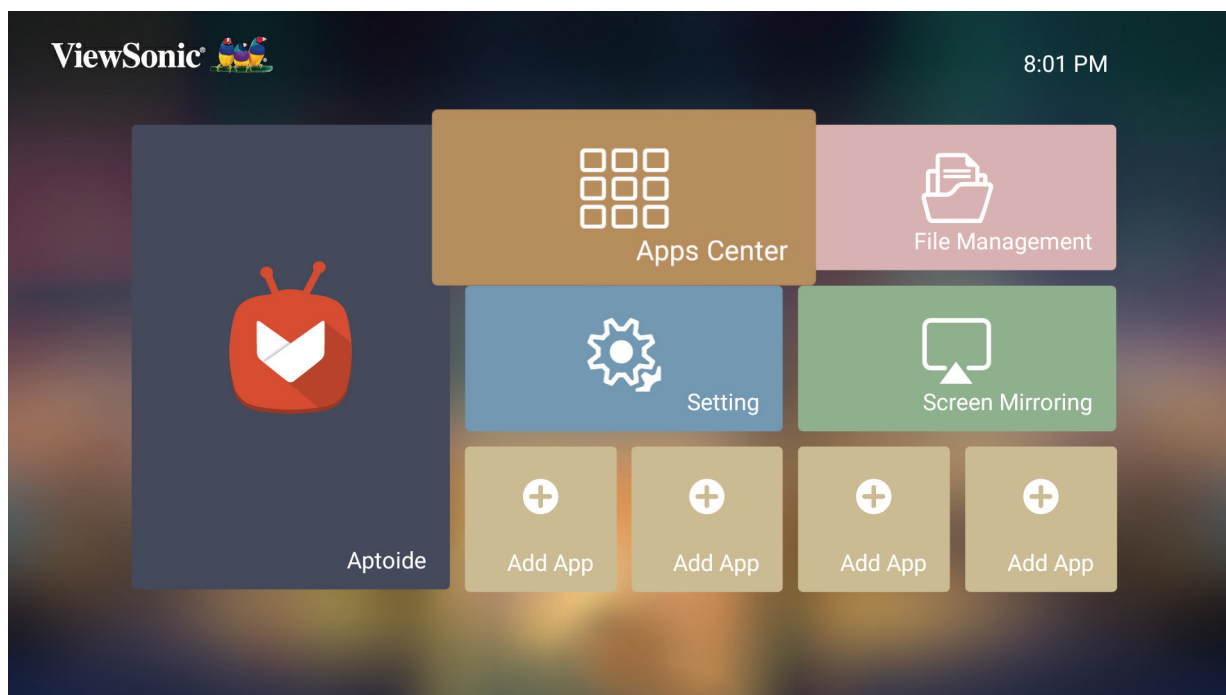 ViewSonic®
8:01 PM
Apps Center
File Management
Setting
Screen Mirroring
Aptoide
Add App
Add App
Add App
Add App